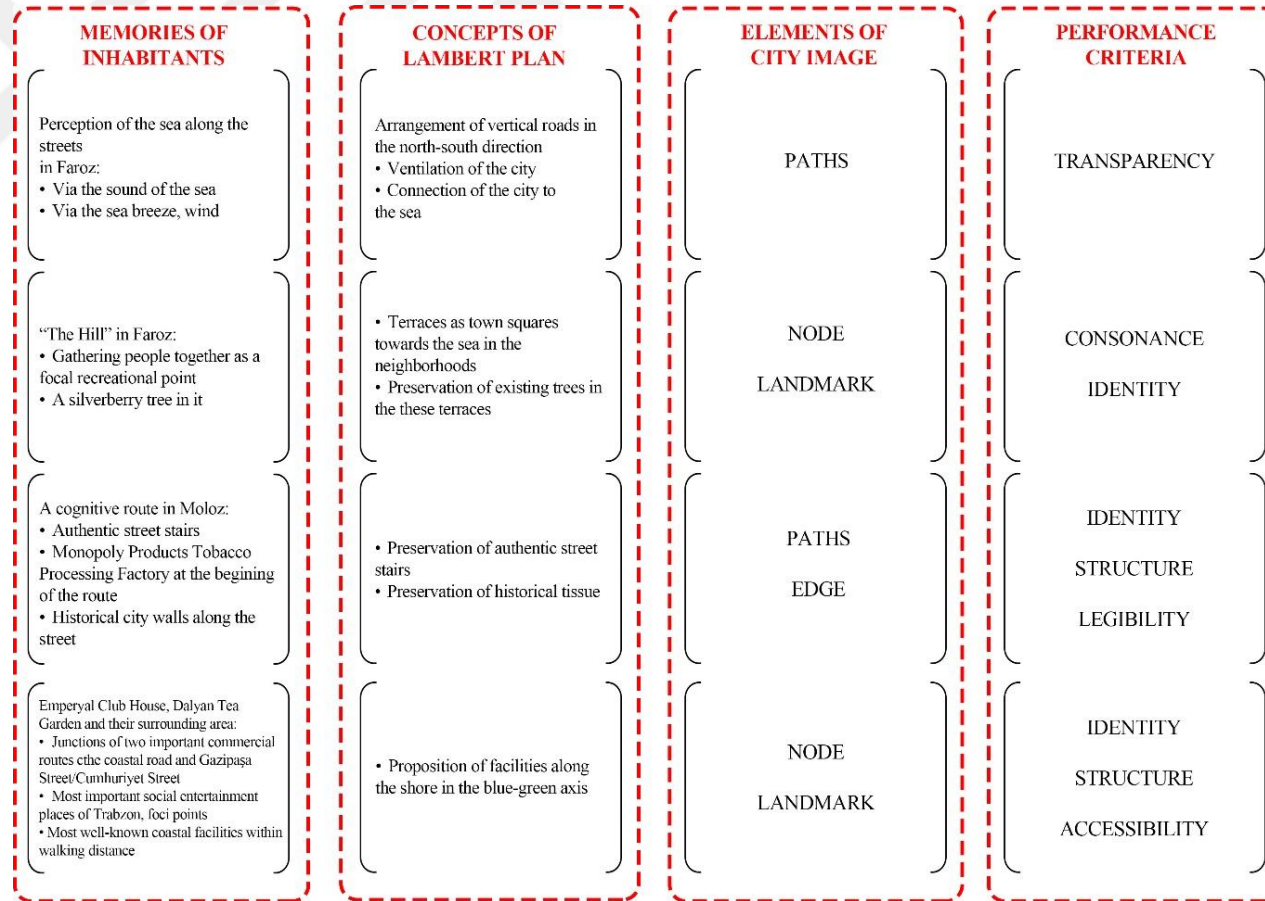 MEMORIES OF
INHABITANTS
Perception of the sea along the
streets
in Faroz:
• Via the sound of the sea
• Via the sea breeze, wind
“The Hill” in Faroz:
• Gathering people together as a
focal recreational point
• A silverberry tree in it
A cognitive route in Moloz:
• Authentic street stairs
• Monopoly Products Tobacco
Processing Factory at the begining
of the route
• Historical city walls along the
street
Emperyal Club House, Dalyan Tea
Garden and their surrounding area:
• Junctions of two important commercial
routes cthe coastal road and Gazipaşa
Street/Cumhuriyet Street
• Most important social entertainment
places of Trabzon, foci points
• Most well-known coastal facilities within
walking distance
CONCEPTS OF
LAMBERT PLAN
Arrangement of vertical roads in
the north-south direction
• Ventilation of the city
• Connection of the city to
the sea
• Terraces as town squares
towards the sea in the
neighborhoods
• Preservation of existing trees in
the these terraces
• Preservation of authentic street
stairs
• Preservation of historical tissue
• Proposition of facilities along
the shore in the blue-green axis
ELEMENTS OF
CITY IMAGE
PATHS
NODE
LANDMARK
PATHS
EDGE
NODE
LANDMARK
PERFORMANCE
CRITERIA
TRANSPARENCY
CONSONANCE
IDENTITY
IDENTITY
STRUCTURE
LEGIBILITY
IDENTITY
STRUCTURE
ACCESSIBILITY